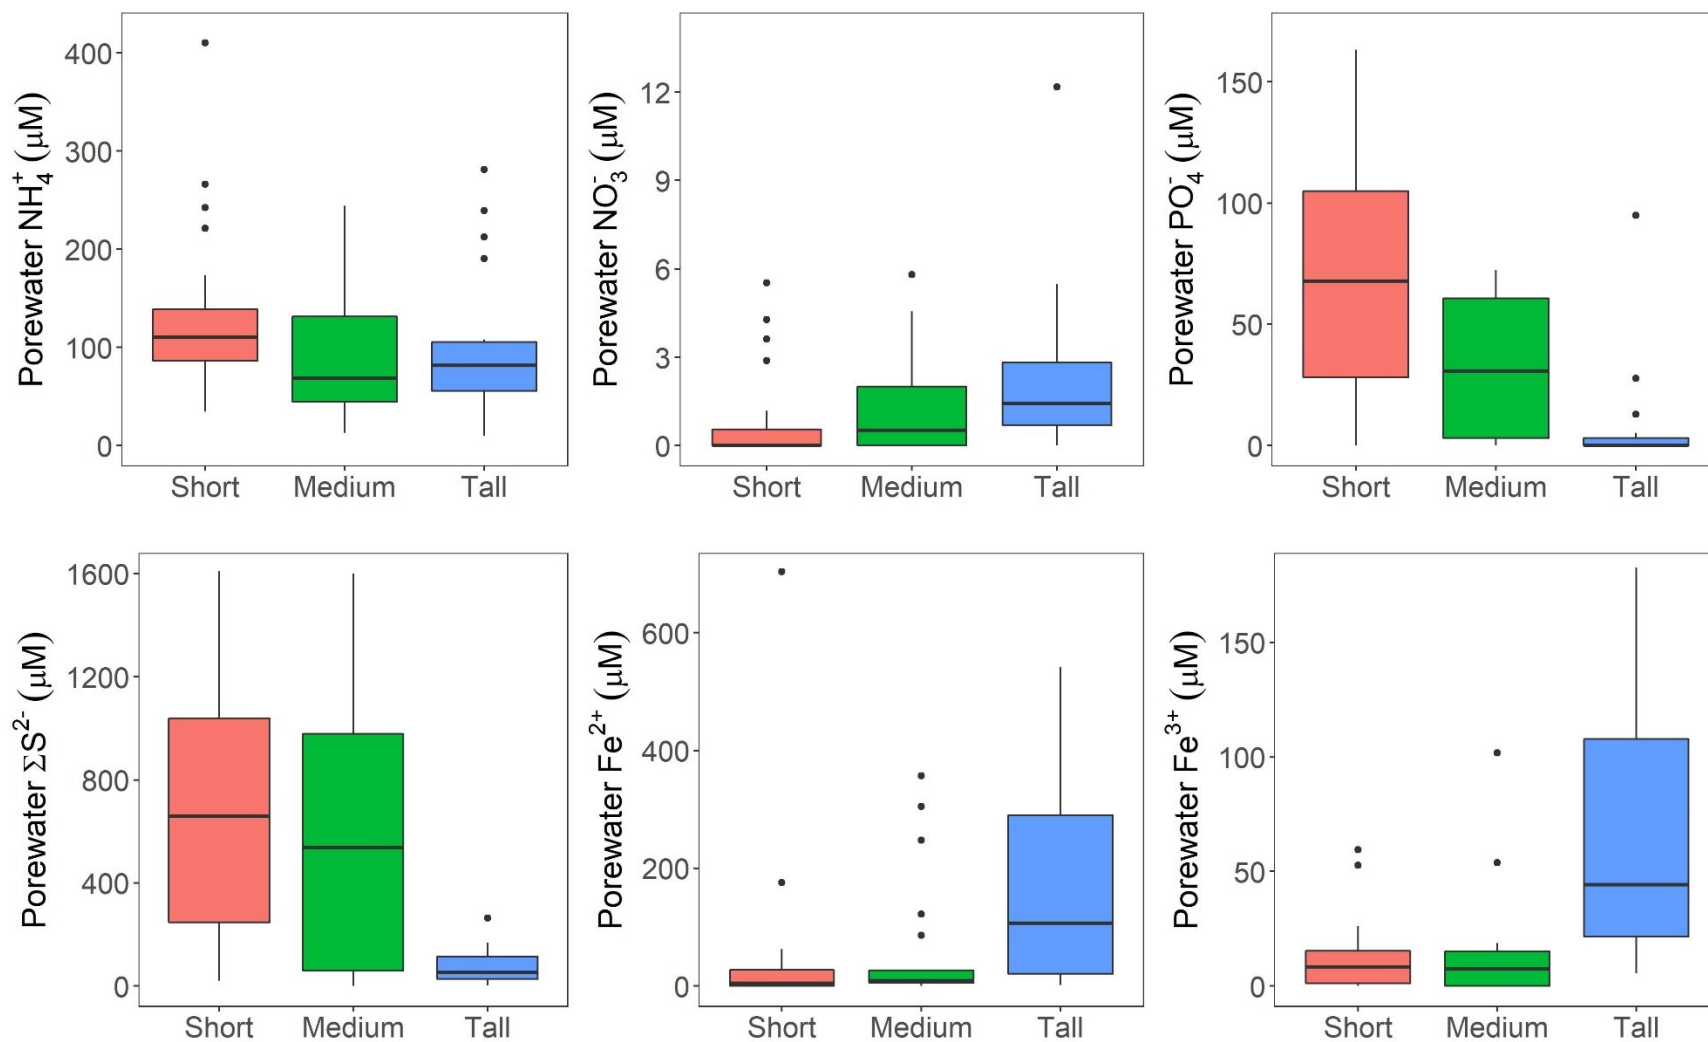 Porewater NH₄⁺ (μM)
400
300
200
100
0
Short Medium Tall
Porewater NO₃⁻ (μM)
12
9
6
3
0
Short Medium Tall
Porewater PO₄⁻ (μM)
150
100
50
0
Short Medium Tall
Porewater ΣS²⁻ (μM)
1600
1200
800
400
0
Short Medium Tall
Porewater Fe²⁺ (μM)
600
400
200
0
Short Medium Tall
Porewater Fe³⁺ (μM)
150
100
50
0
Short Medium Tall